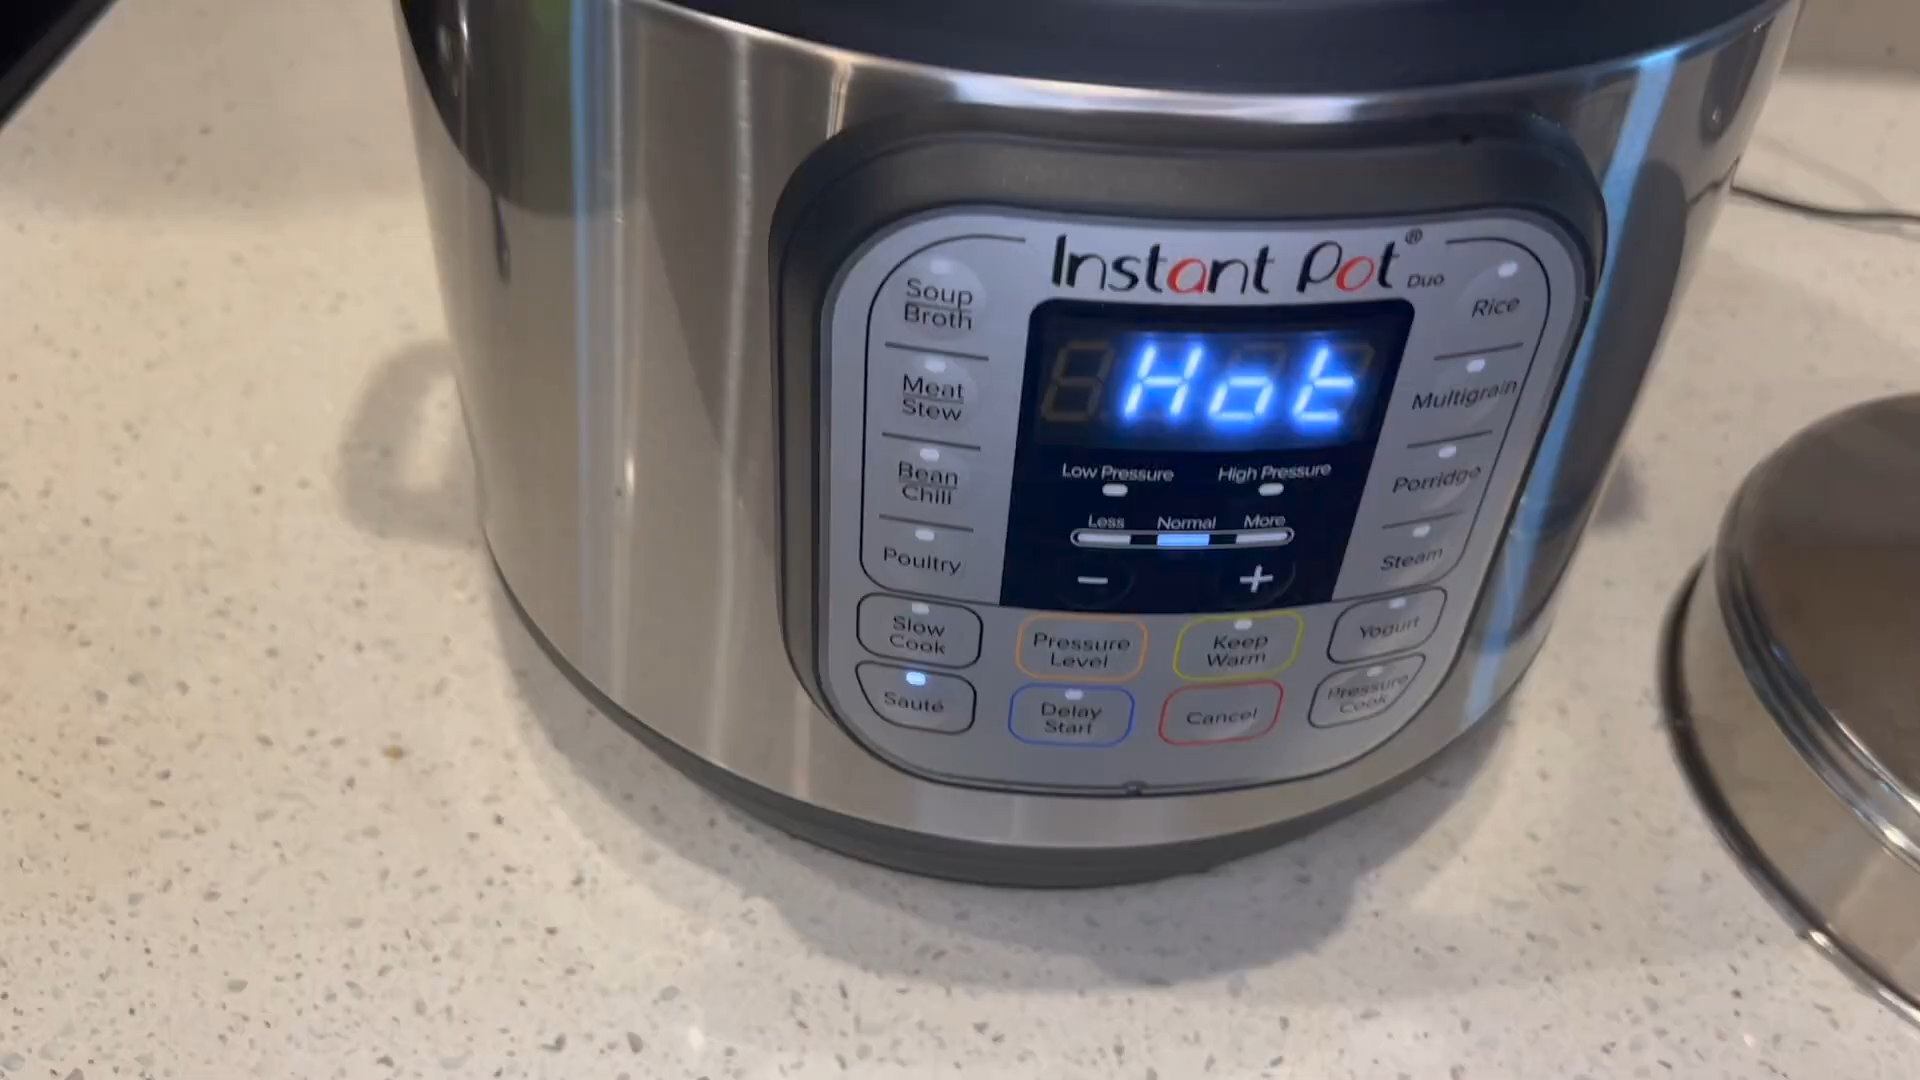 Instant Pot® Duo
Hot
Low Pressure High Pressure
Less Normal More
− +
Soup
Broth
Meat
Stew
Bean
Chili
Poultry
Slow
Cook
Sauté
Pressure
Level
Delay
Start
Keep
Warm
Cancel
Rice
Multigrain
Porridge
Steam
Yogurt
Pressure
Cook